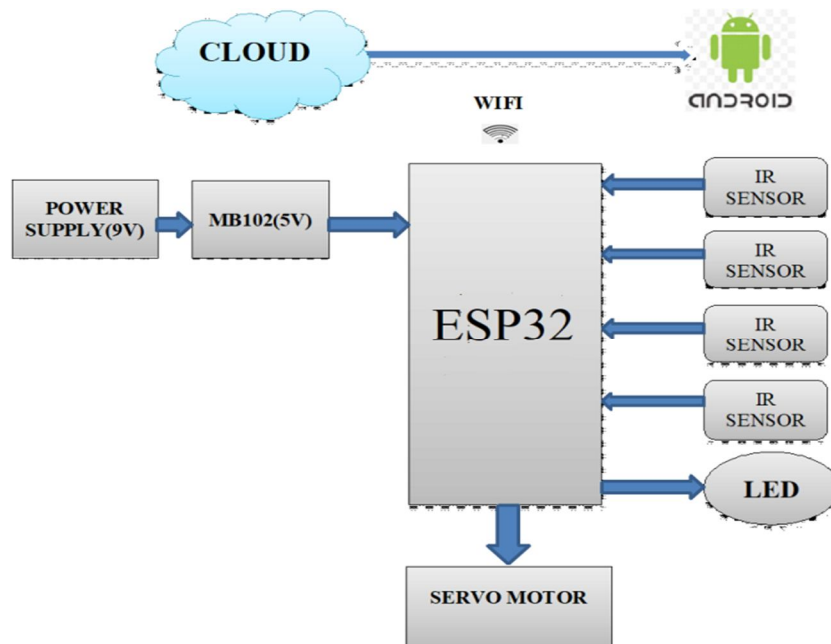 CLOUD
android
WIFI
POWER
SUPPLY(9V)
MB102(5V)
ESP32
IR
SENSOR
IR
SENSOR
IR
SENSOR
IR
SENSOR
LED
SERVO MOTOR